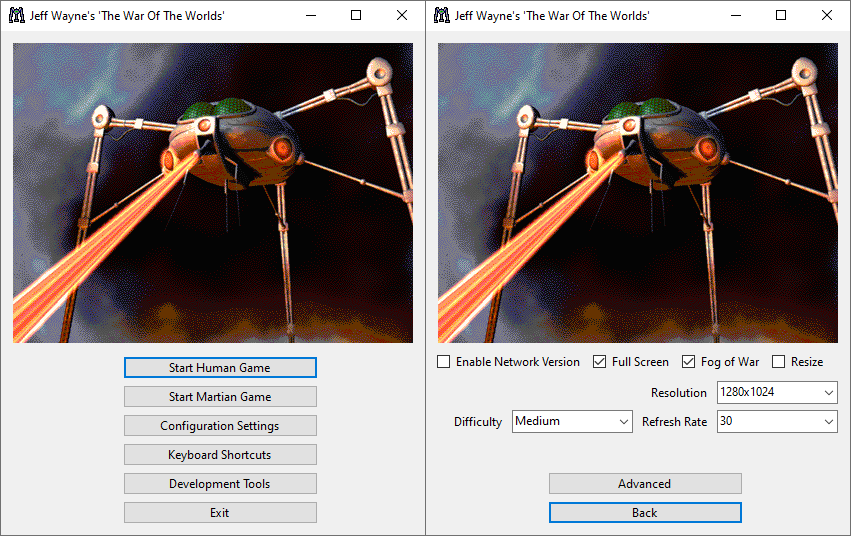 Jeff Wayne's 'The War Of The Worlds'
Start Human Game
Start Martian Game
Configuration Settings
Keyboard Shortcuts
Development Tools
Exit
Jeff Wayne's 'The War Of The Worlds'
Enable Network Version Full Screen Fog of War Resize
Resolution 1280x1024
Difficulty Medium Refresh Rate 30
Advanced
Back